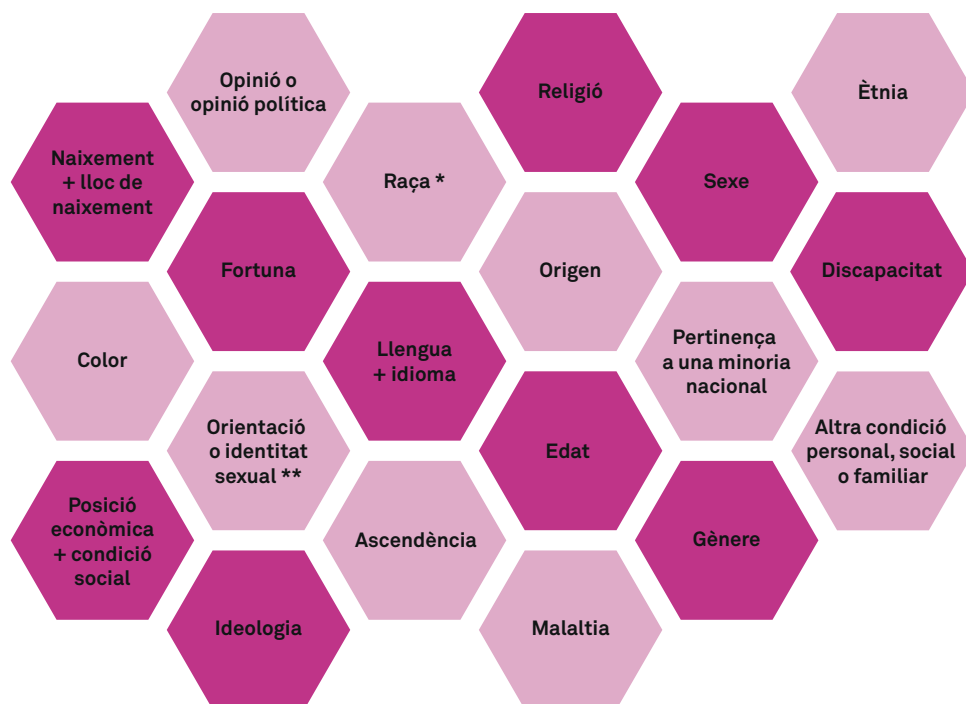 Opinió o
opinió política
Religió
Ètnia
Naixement
+ lloc de
naixement
Raça *
Sexe
Fortuna
Origen
Discapacitat
Color
Llengua
+ idioma
Pertinença
a una minoria
nacional
Orientació
o identitat
sexual **
Edat
Altra condició
personal, social
o familiar
Posició
econòmica
+ condició
social
Ascendència
Gènere
Ideologia
Malaltia